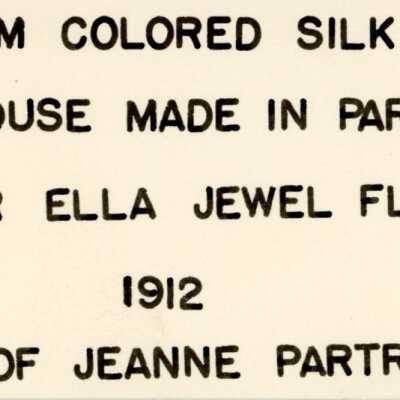 M COLORED SILK
OUSE MADE IN PAR
R ELLA JEWEL FL
1912
OF JEANNE PARTR